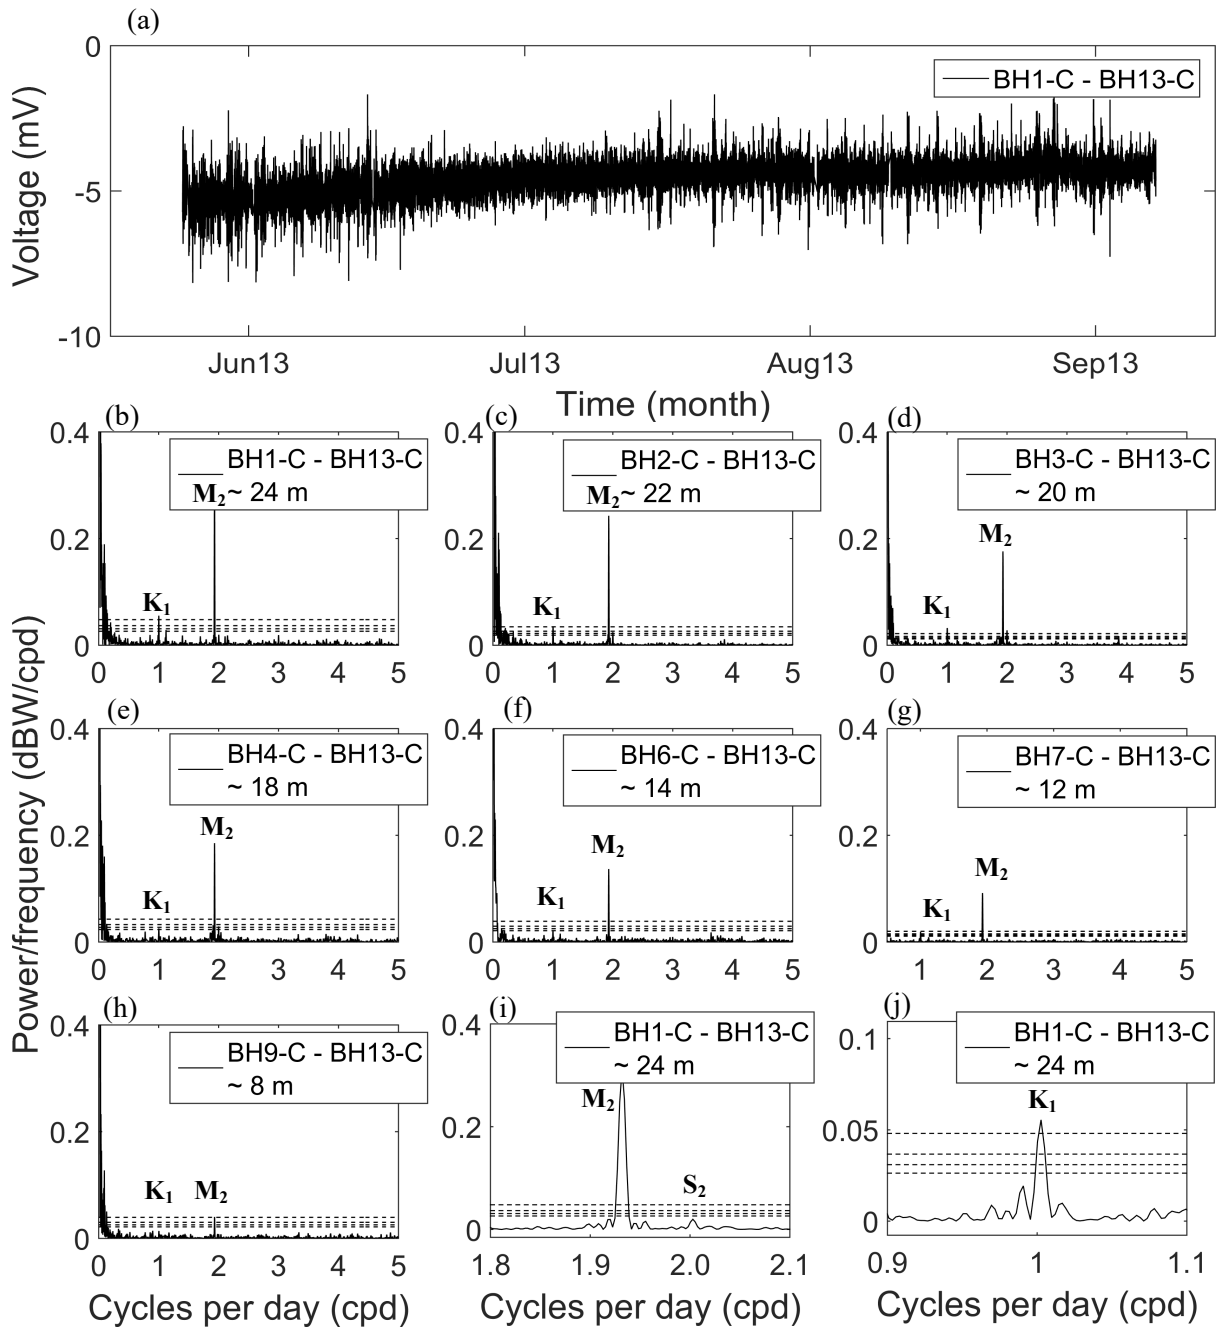 (a)
0
-5
-10
Voltage (mV)
BH1-C - BH13-C
Jun13 Jul13 Aug13 Sep13
Time (month)
Power/frequency (dBW/cpd)
(b)
0.4
0.2
0
BH1-C - BH13-C
~ 24 m
M₂
K₁
0 1 2 3 4 5
(c)
0.4
0.2
0
BH2-C - BH13-C
~ 22 m
M₂
K₁
0 1 2 3 4 5
(d)
0.4
0.2
0
BH3-C - BH13-C
~ 20 m
M₂
K₁
0 1 2 3 4 5
(e)
0.4
0.2
0
BH4-C - BH13-C
~ 18 m
M₂
K₁
0 1 2 3 4 5
(f)
0.4
0.2
0
BH6-C - BH13-C
~ 14 m
M₂
K₁
0 1 2 3 4 5
(g)
0.4
0.2
0
BH7-C - BH13-C
~ 12 m
M₂
K₁
1 2 3 4 5
(h)
0.4
0.2
0
BH9-C - BH13-C
~ 8 m
K₁ M₂
0 1 2 3 4 5
Cycles per day (cpd)
(i)
0.4
0.2
0
BH1-C - BH13-C
~ 24 m
M₂
S₂
1.8 1.9 2.0 2.1
Cycles per day (cpd)
(j)
0.1
0.05
0
BH1-C - BH13-C
~ 24 m
K₁
0.9 1 1.1
Cycles per day (cpd)